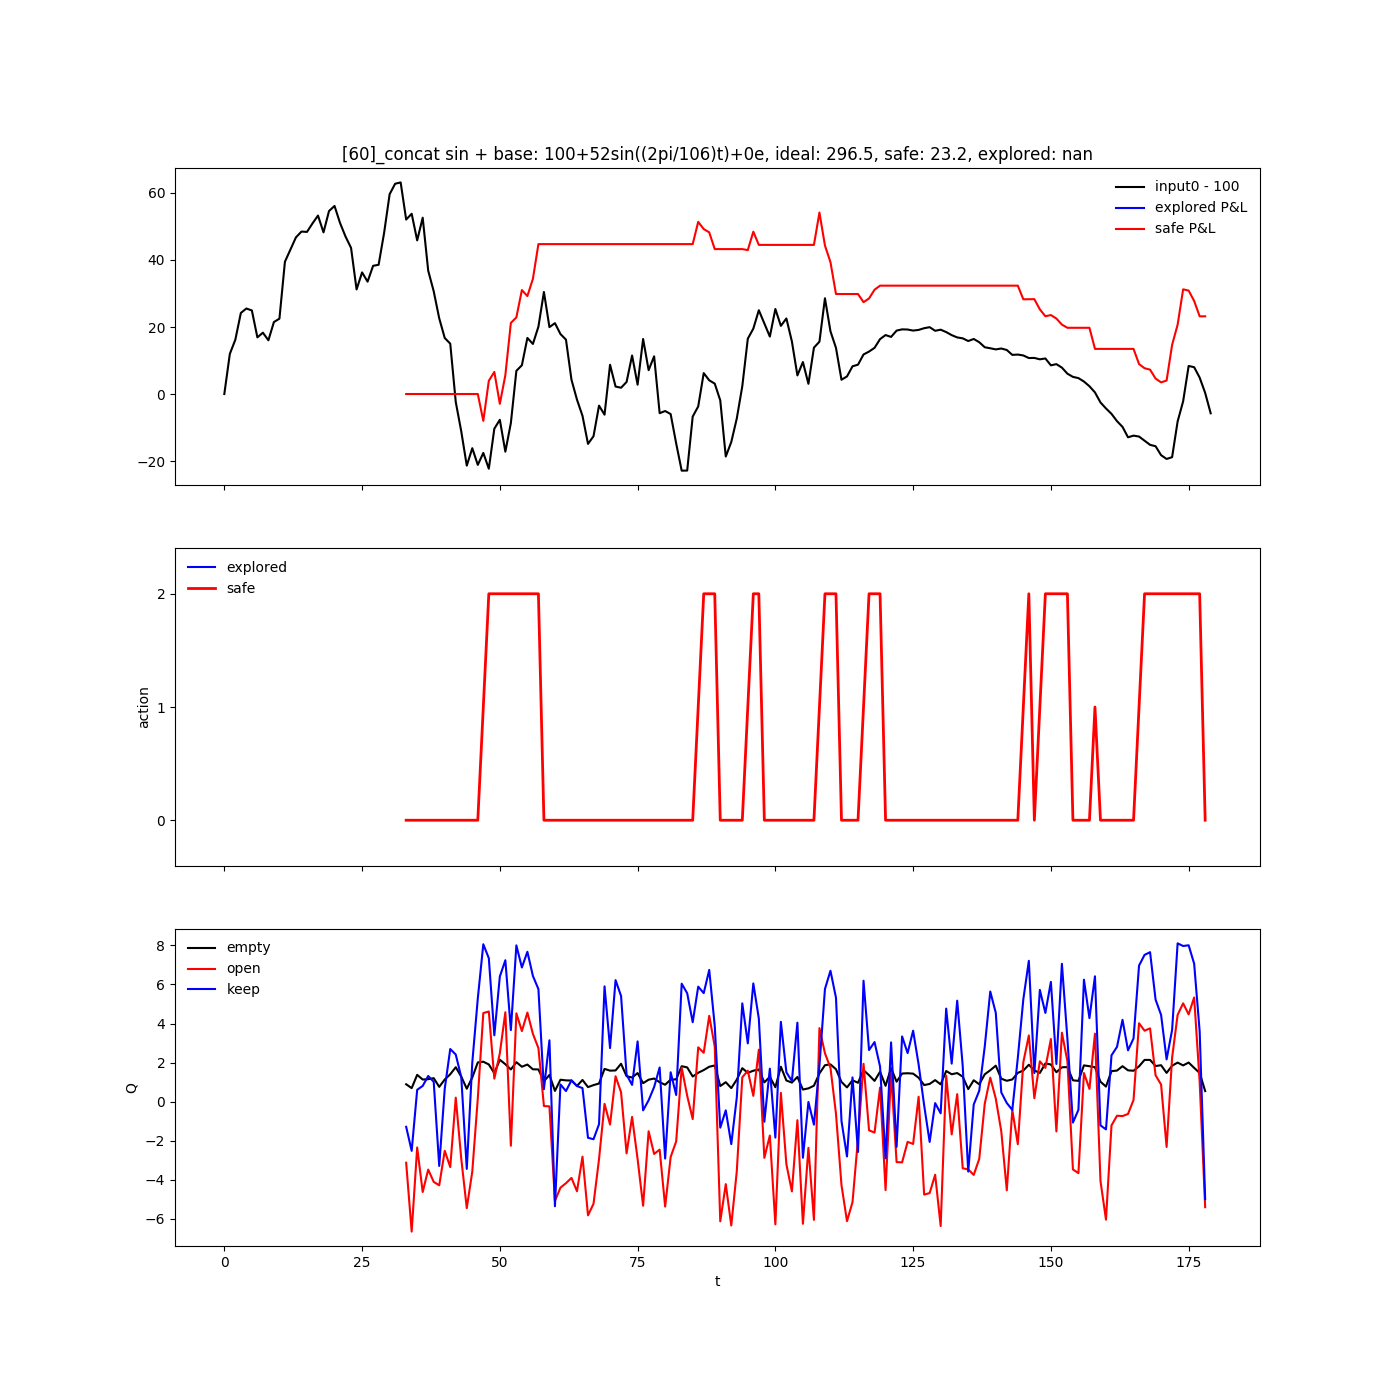 [60]_concat sin + base: 100+52sin((2pi/106)t)+0e, ideal: 296.5, safe: 23.2, explored: nan
60
40
20
0
−20
input0 - 100
explored P&L
safe P&L
2
1
0
action
explored
safe
8
6
4
2
0
−2
−4
−6
Q
empty
open
keep
0
25
50
75
100
125
150
175
t